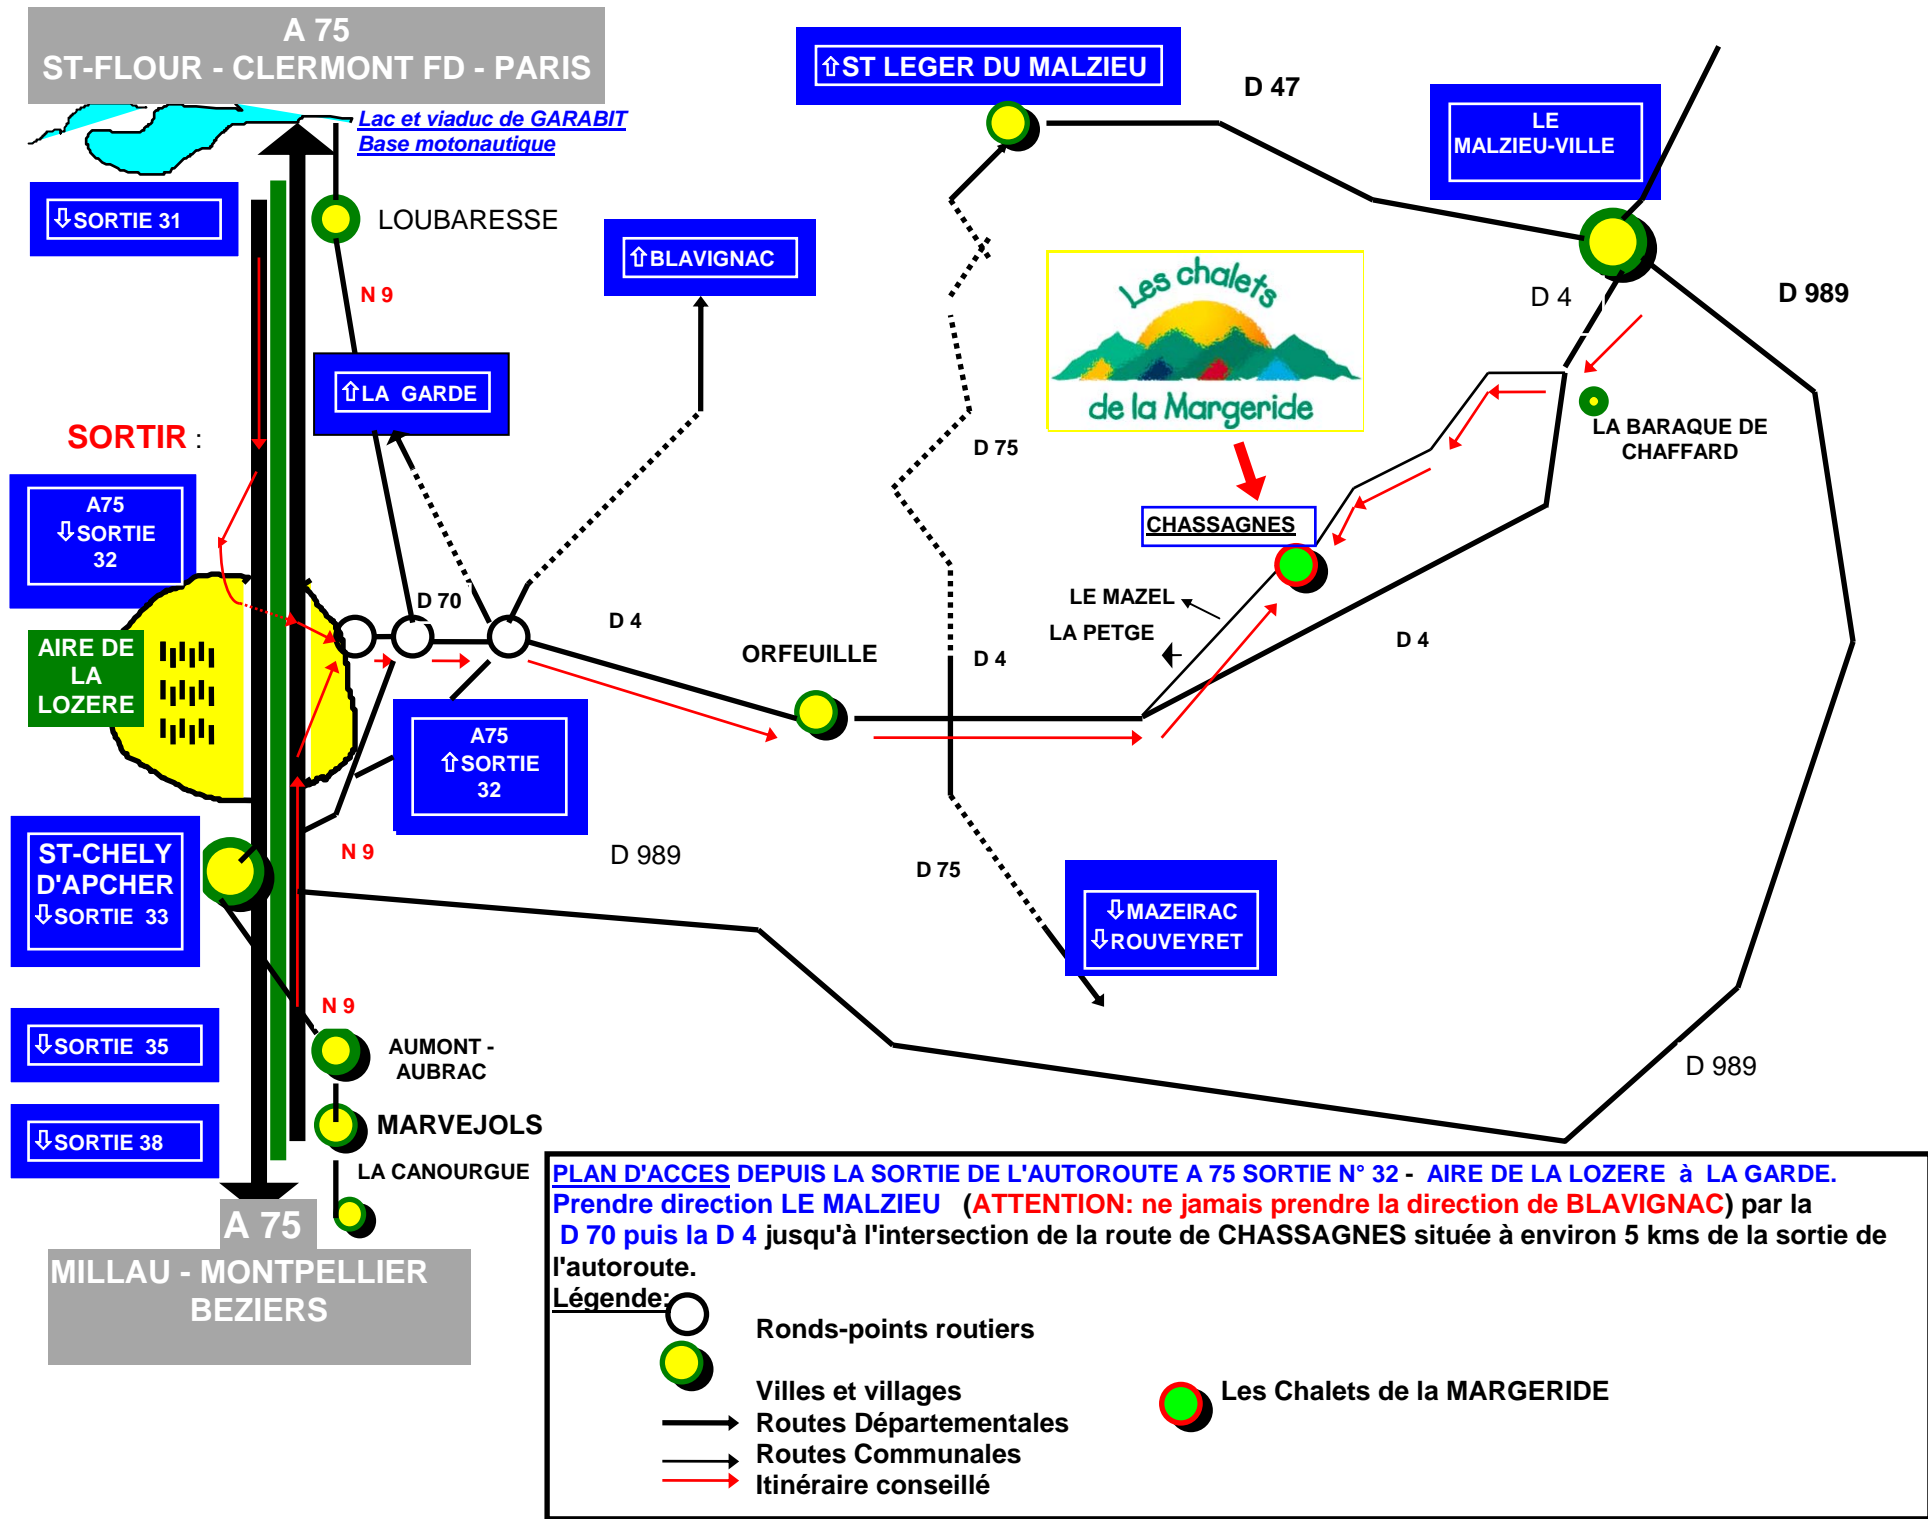 A 75
ST-FLOUR - CLERMONT FD - PARIS
Lac et viaduc de GARABIT
Base motonautique
⇩SORTIE 31
LOUBARESSE
N 9
⇧BLAVIGNAC
⇧ST LEGER DU MALZIEU
D 47
LE
MALZIEU-VILLE
Les chalets
de la Margeride
D 4
D 989
⇧LA GARDE
SORTIR :
A75
⇩SORTIE
32
D 75
LA BARAQUE DE
CHAFFARD
CHASSAGNES
D 70
D 4
LE MAZEL
LA PETGE
D 4
AIRE DE
LA
LOZERE
ORFEUILLE
D 4
A75
⇧SORTIE
32
ST-CHELY
D'APCHER
⇩SORTIE 33
N 9
D 989
D 75
⇩MAZEIRAC
⇩ROUVEYRET
N 9
⇩SORTIE 35
AUMONT -
AUBRAC
D 989
⇩SORTIE 38
MARVEJOLS
LA CANOURGUE
A 75
MILLAU - MONTPELLIER
BEZIERS
PLAN D'ACCES DEPUIS LA SORTIE DE L'AUTOROUTE A 75 SORTIE N° 32 - AIRE DE LA LOZERE à LA GARDE.
Prendre direction LE MALZIEU (ATTENTION: ne jamais prendre la direction de BLAVIGNAC) par la
D 70 puis la D 4 jusqu'à l'intersection de la route de CHASSAGNES située à environ 5 kms de la sortie de
l'autoroute.
Légende:
Ronds-points routiers
Villes et villages
Les Chalets de la MARGERIDE
Routes Départementales
Routes Communales
Itinéraire conseillé